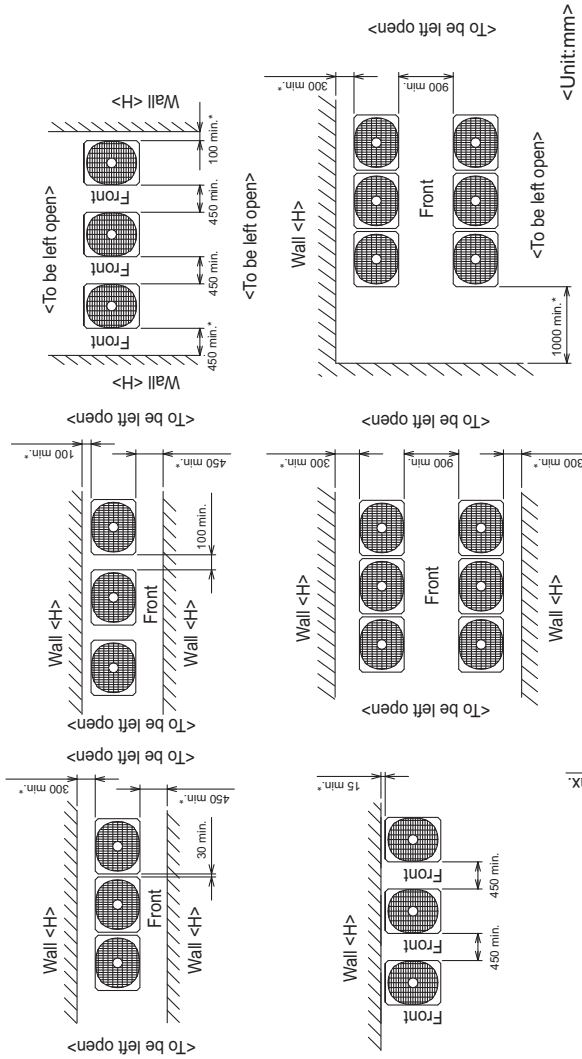 <To be left open>
Wall <H>
300 min.*
450 min.*
30 min.
Front
Wall <H>
<To be left open>
<To be left open>
Wall <H>
100 min.*
450 min.*
100 min.
Front
Wall <H>
<To be left open>
<To be left open>
Wall <H>
Wall <H>
Front
Front
Front
450 min.*
450 min.
450 min.
100 min.*
<To be left open>
Wall <H>
15 min.*
Front
Front
Front
450 min.
450 min.
<To be left open>
Wall <H>
300 min.*
900 min.
Front
Wall <H>
<To be left open>
Wall <H>
300 min.*
900 min.
Front
1000 min.*
<To be left open>
<To be left open>
<Unit:mm>